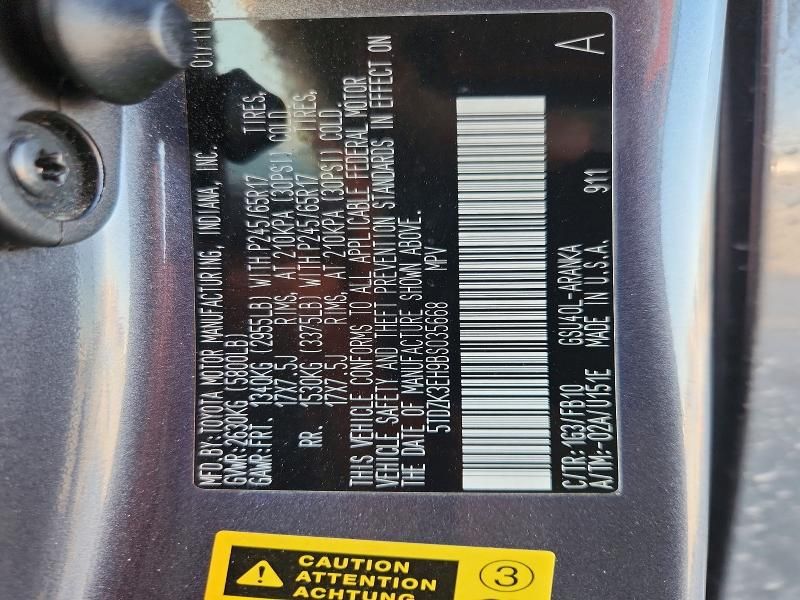 MFD.BY:TOYOTA MOTOR MANUFACTURING, INDIANA, INC. 01/11
GVWR:2630KG(5800LB)
GAWR:FRT 1340KG (2955LB) WITH P245/65R17 TIRES,
17X7.5J RIMS, AT 210KPA (30PSI) COLD
RR. 1530KG (3375LB) WITH P245/65R17 TIRES,
17X7.5J RIMS, AT 210KPA (30PSI) COLD.
THIS VEHICLE CONFORMS TO ALL APPLICABLE FEDERAL MOTOR
VEHICLE SAFETY AND THEFT PREVENTION STANDARDS IN EFFECT ON
THE DATE OF MANUFACTURE SHOWN ABOVE.
5TDZK3EH9BS035668 MPV
C/TR:1G3/FB10 GSU40L-ARANKA 911 A
A/TM:-02A/U151E MADE IN U.S.A.
CAUTION
ATTENTION
ACHTUNG
3